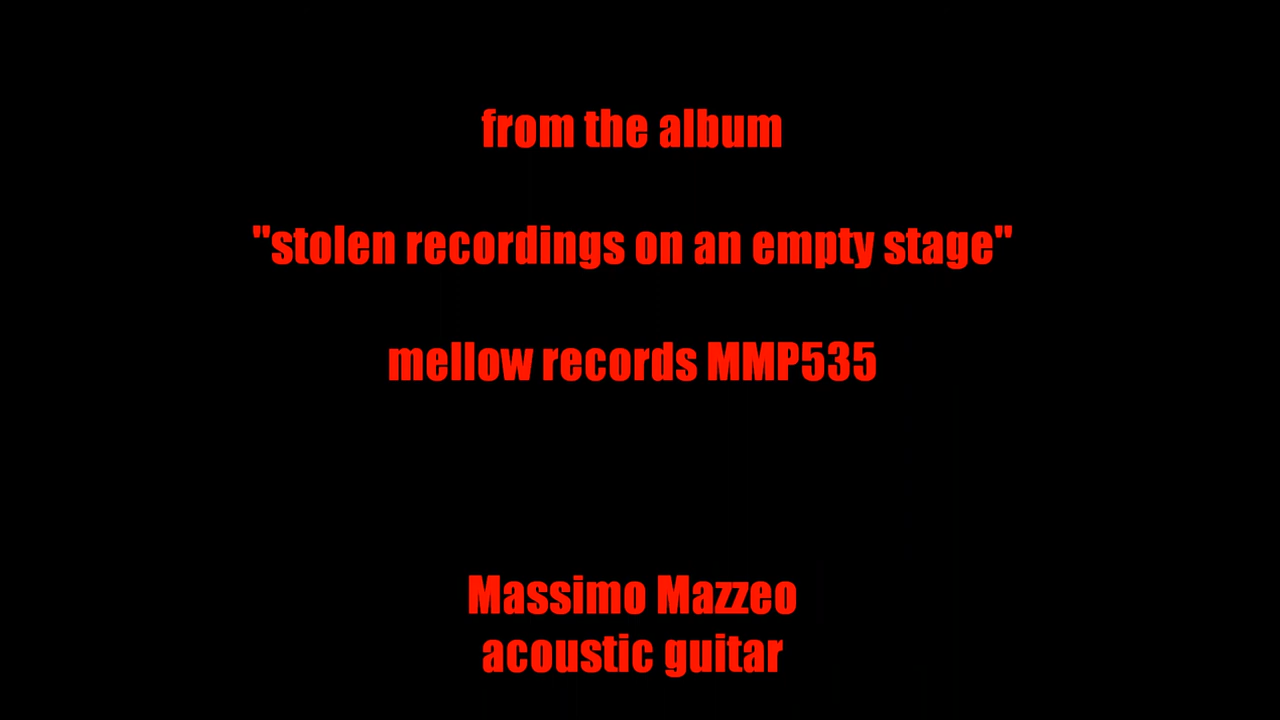 from the album
"stolen recordings on an empty stage"
mellow records MMP535
Massimo Mazzeo
acoustic guitar